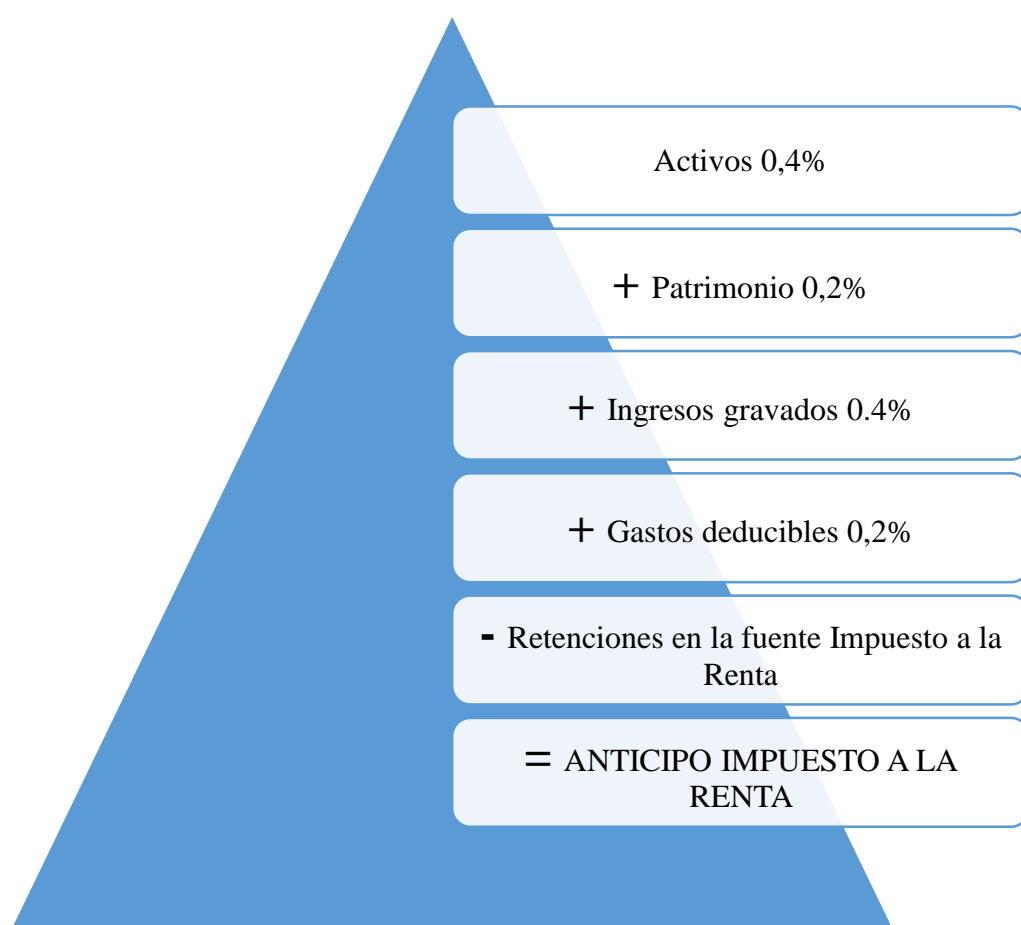 Activos 0,4%
+ Patrimonio 0,2%
+ Ingresos gravados 0.4%
+ Gastos deducibles 0,2%
- Retenciones en la fuente Impuesto a la
Renta
= ANTICIPO IMPUESTO A LA
RENTA